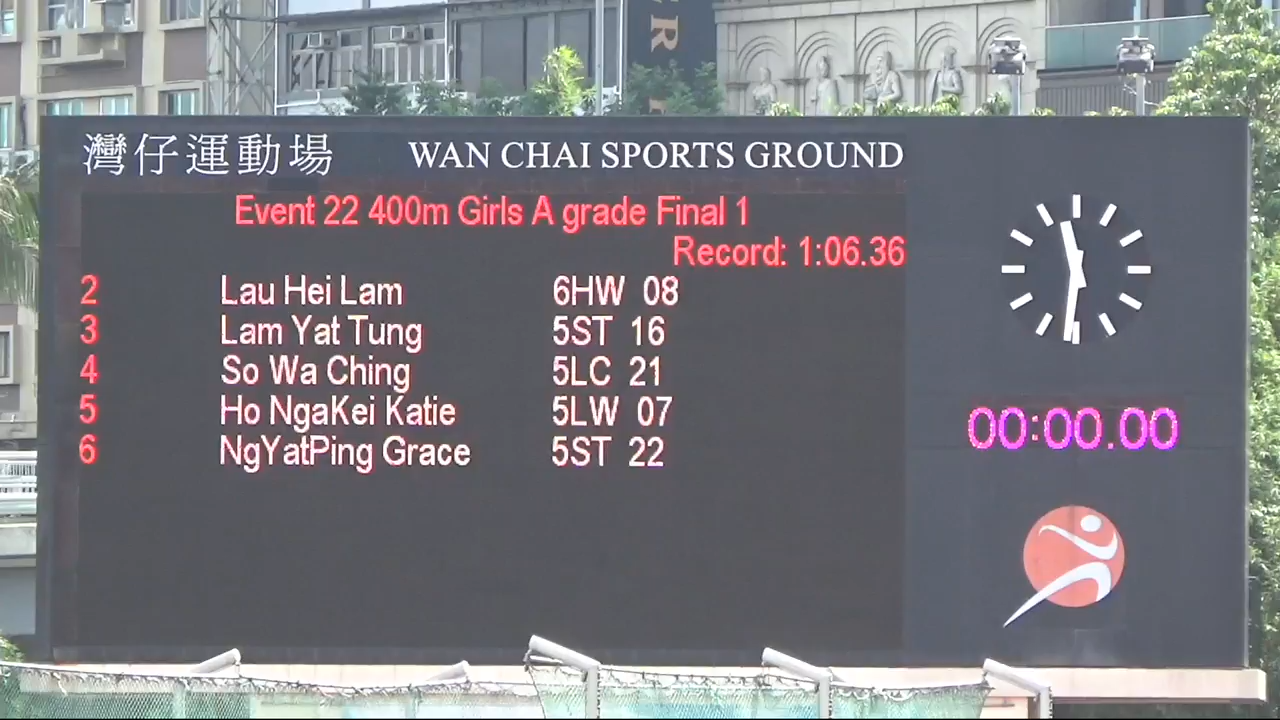 灣仔運動場 WAN CHAI SPORTS GROUND
Event 22 400m Girls A grade Final 1
Record: 1:06.36
2 Lau Hei Lam 6HW 08
3 Lam Yat Tung 5ST 16
4 So Wa Ching 5LC 21
5 Ho NgaKei Katie 5LW 07
6 NgYatPing Grace 5ST 22
00:00.00